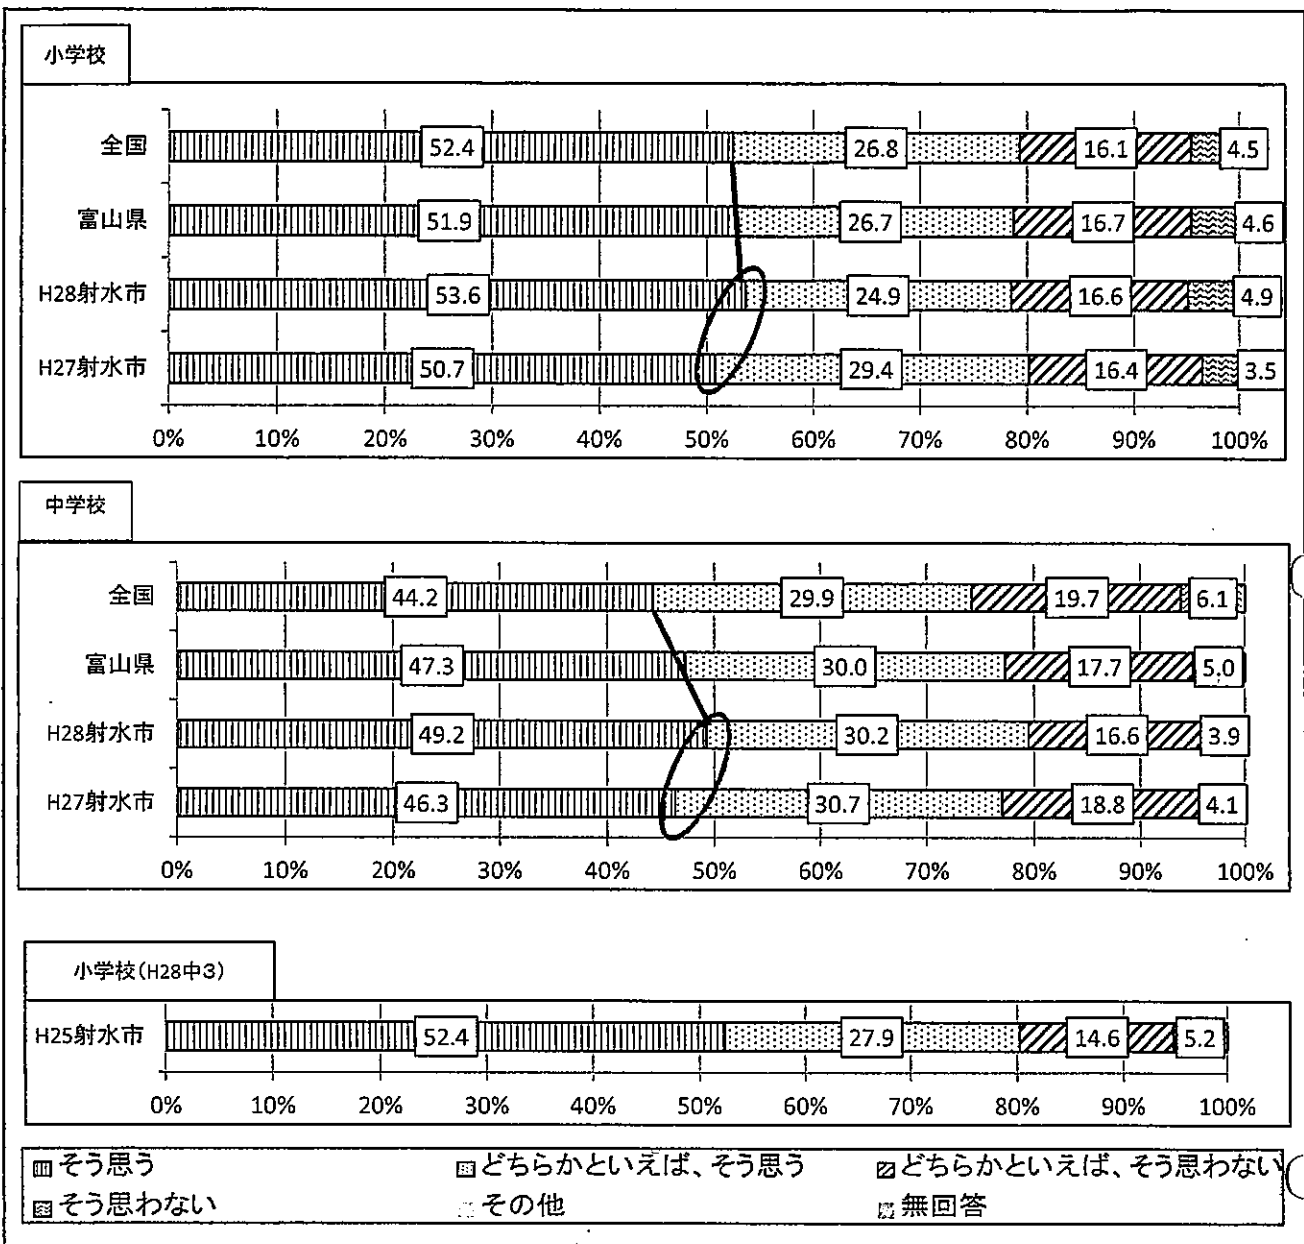 小学校
全国 52.4 26.8 16.1 4.5
富山県 51.9 26.7 16.7 4.6
H28射水市 53.6 24.9 16.6 4.9
H27射水市 50.7 29.4 16.4 3.5
0% 10% 20% 30% 40% 50% 60% 70% 80% 90% 100%
中学校
全国 44.2 29.9 19.7 6.1
富山県 47.3 30.0 17.7 5.0
H28射水市 49.2 30.2 16.6 3.9
H27射水市 46.3 30.7 18.8 4.1
0% 10% 20% 30% 40% 50% 60% 70% 80% 90% 100%
小学校(H28中3)
H25射水市 52.4 27.9 14.6 5.2
0% 10% 20% 30% 40% 50% 60% 70% 80% 90% 100%
そう思う どちらかといえば、そう思う どちらかといえば、そう思わない
そう思わない その他 無回答